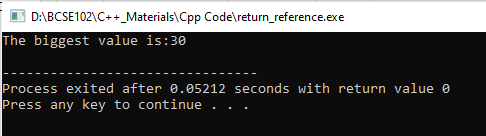 D:\BCSE102\C++_Materials\Cpp Code\return_reference.exe
The biggest value is:30
--------------------------------
Process exited after 0.05212 seconds with return value 0
Press any key to continue . . .